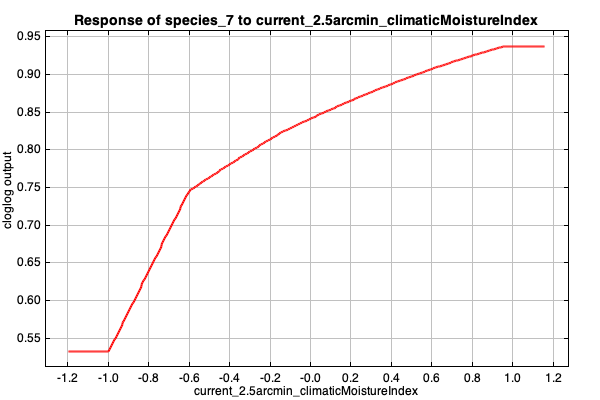 Response of species_7 to current_2.5arcmin_climaticMoistureIndex
0.95
0.90
0.85
0.80
0.75
0.70
0.65
0.60
0.55
cloglog output
-1.2 -1.0 -0.8 -0.6 -0.4 -0.2 -0.0 0.2 0.4 0.6 0.8 1.0 1.2
current_2.5arcmin_climaticMoistureIndex